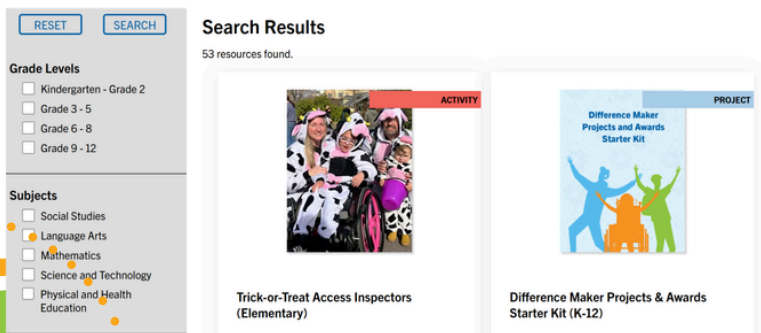 RESET
SEARCH
Grade Levels
Kindergarten - Grade 2
Grade 3 - 5
Grade 6 - 8
Grade 9 - 12
Subjects
Social Studies
Language Arts
Mathematics
Science and Technology
Physical and Health
Education
Search Results
53 resources found.
ACTIVITY
Trick-or-Treat Access Inspectors
(Elementary)
PROJECT
Difference Maker
Projects and Awards
Starter Kit
Difference Maker Projects & Awards
Starter Kit (K-12)